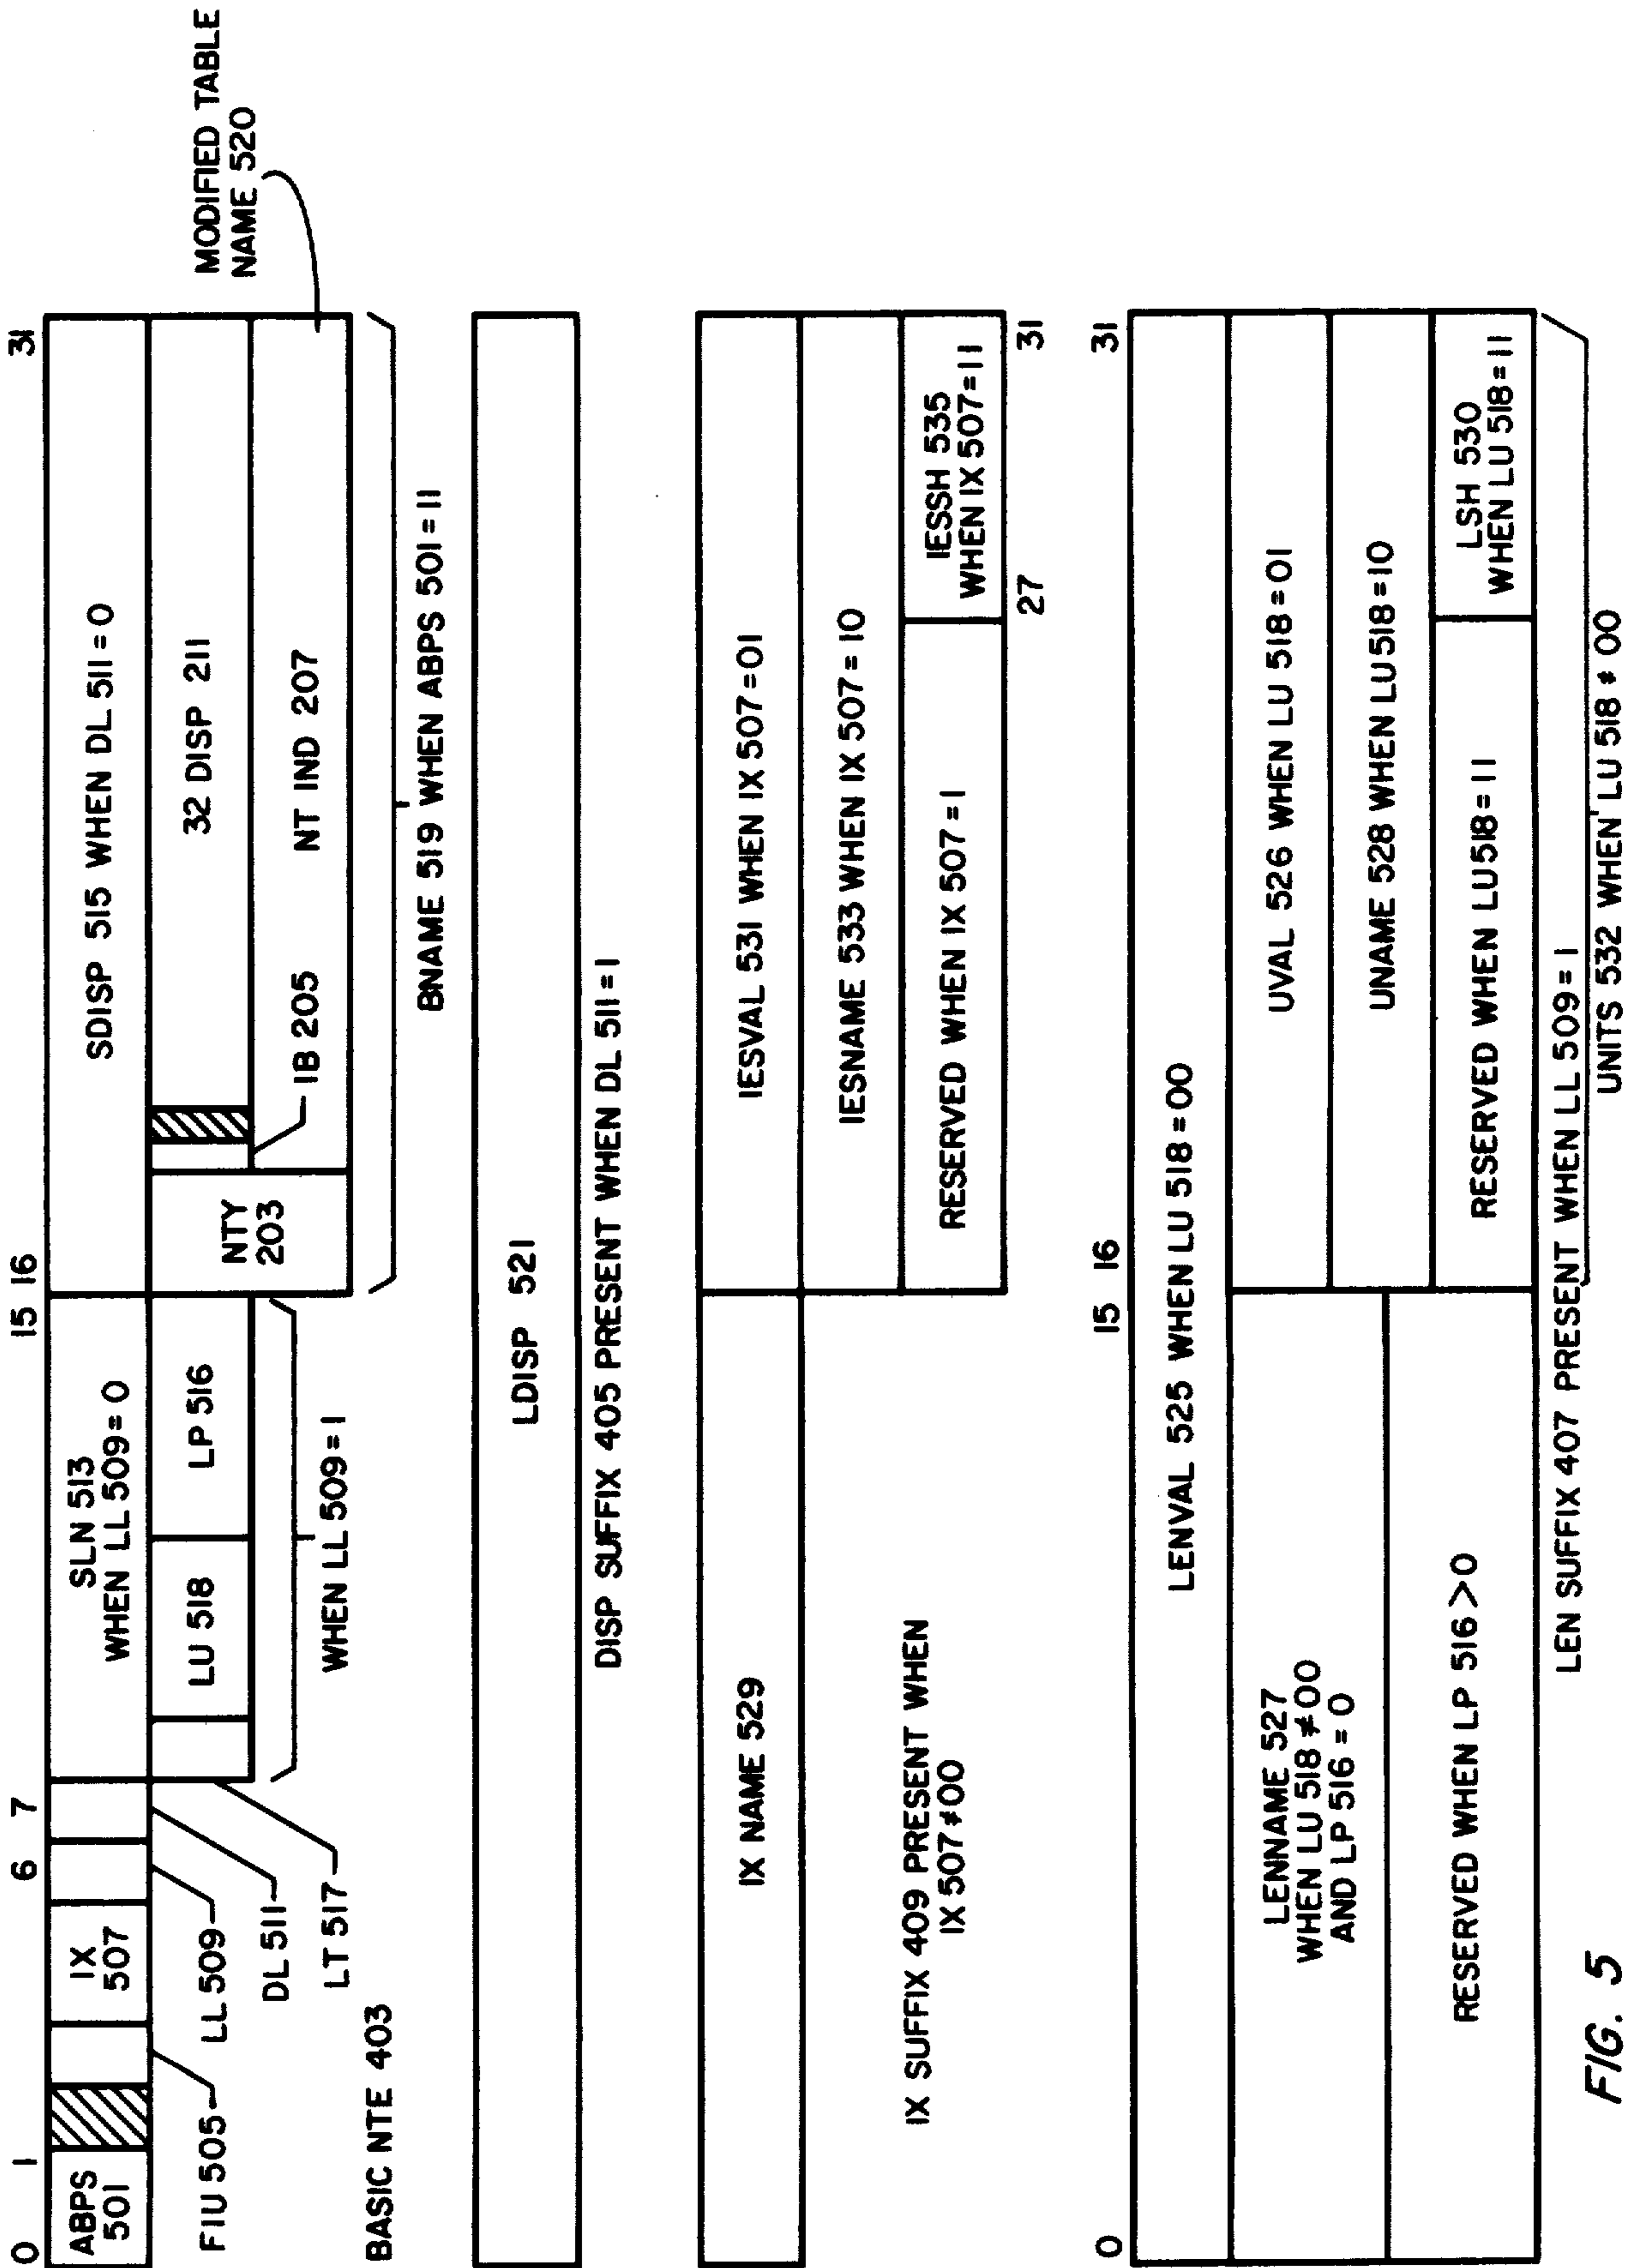 0 1 6 7 15 16 31
ABPS
501
IX
507
SLN 513
WHEN LL 509=0
SDISP 515 WHEN DL 511=0
FIU 505
LL 509
DL 511
LT 517
LU 518
LP 516
NTY
203
IB 205
32 DISP 211
NT IND 207
MODIFIED TABLE
NAME 520
WHEN LL 509=1
BNAME 519 WHEN ABPS 501=11
BASIC NTE 403
LDISP 521
DISP SUFFIX 405 PRESENT WHEN DL 511=1
IX NAME 529
IESVAL 531 WHEN IX 507=01
IESNAME 533 WHEN IX 507=10
RESERVED WHEN IX 507=1
IESSH 535
WHEN IX 507=11
27 31
IX SUFFIX 409 PRESENT WHEN
IX 507≠00
0 15 16 31
LENVAL 525 WHEN LU 518=00
LENNAME 527
WHEN LU 518≠00
AND LP 516=0
UVAL 526 WHEN LU 518=01
UNAME 528 WHEN LU 518=10
RESERVED WHEN LP 516>0
RESERVED WHEN LU 518=11
LSH 530
WHEN LU 518=11
LEN SUFFIX 407 PRESENT WHEN LL 509=1
UNITS 532 WHEN LU 518≠00
FIG. 5